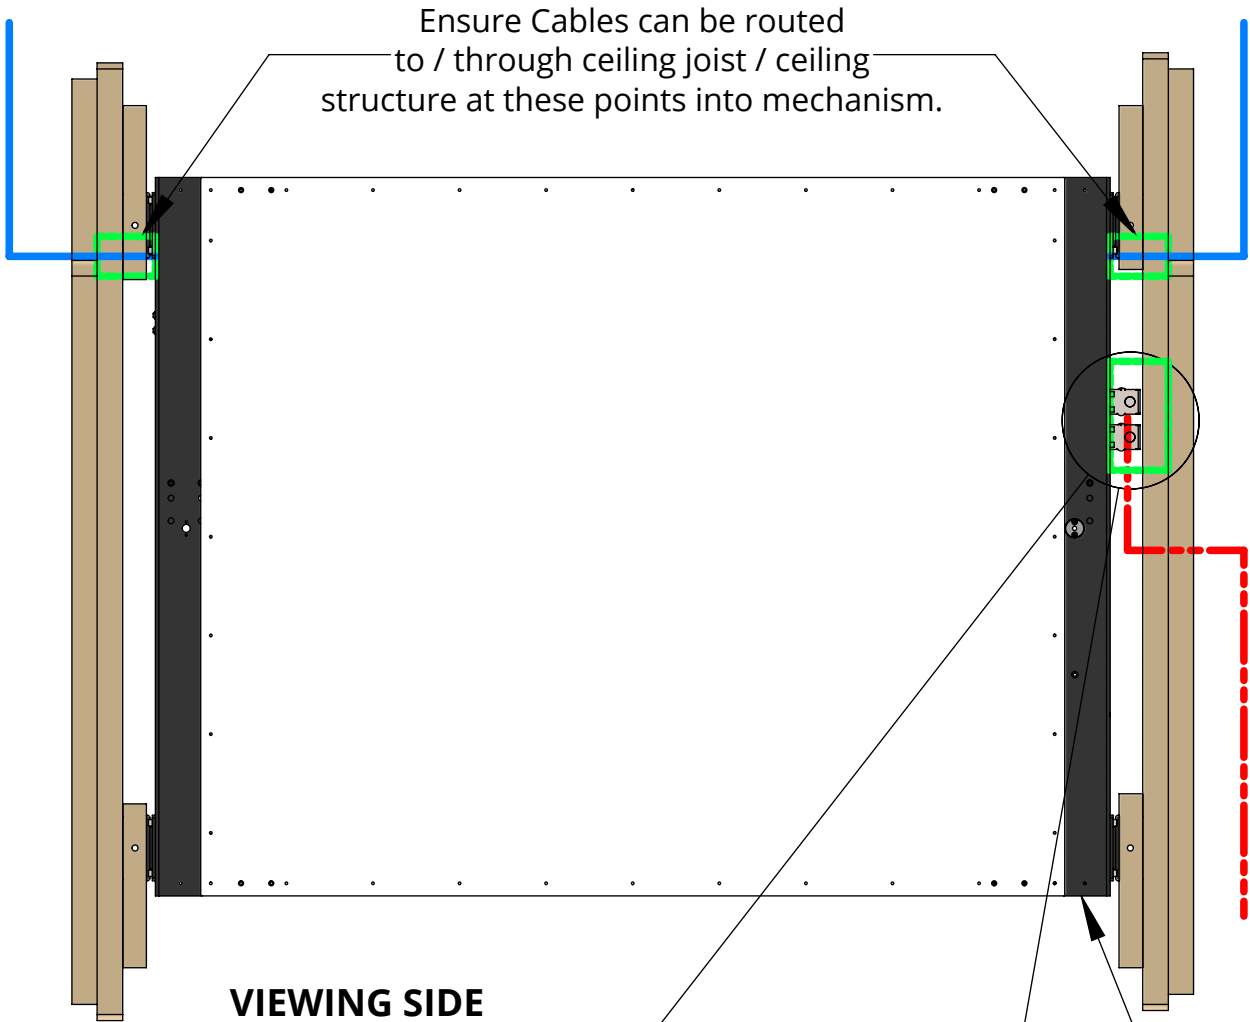 Ensure Cables can be routed
to / through ceiling joist / ceiling
structure at these points into mechanism.
VIEWING SIDE